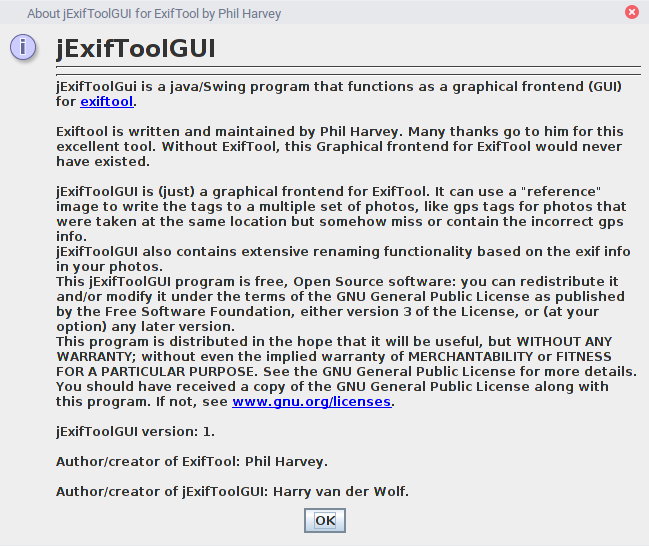 About jExifToolGUI for ExifTool by Phil Harvey
i
jExifToolGUI
jExifToolGui is a java/Swing program that functions as a graphical frontend (GUI)
for exiftool.
Exiftool is written and maintained by Phil Harvey. Many thanks go to him for this
excellent tool. Without ExifTool, this Graphical frontend for ExifTool would never
have existed.
jExifToolGUI is (just) a graphical frontend for ExifTool. It can use a "reference"
image to write the tags to a multiple set of photos, like gps tags for photos that
were taken at the same location but somehow miss or contain the incorrect gps
info.
jExifToolGUI also contains extensive renaming functionality based on the exif info
in your photos.
This jExifToolGUI program is free, Open Source software: you can redistribute it
and/or modify it under the terms of the GNU General Public License as published
by the Free Software Foundation, either version 3 of the License, or (at your
option) any later version.
This program is distributed in the hope that it will be useful, but WITHOUT ANY
WARRANTY; without even the implied warranty of MERCHANTABILITY or FITNESS
FOR A PARTICULAR PURPOSE. See the GNU General Public License for more details.
You should have received a copy of the GNU General Public License along with
this program. If not, see www.gnu.org/licenses.
jExifToolGUI version: 1.
Author/creator of ExifTool: Phil Harvey.
Author/creator of jExifToolGUI: Harry van der Wolf.
OK